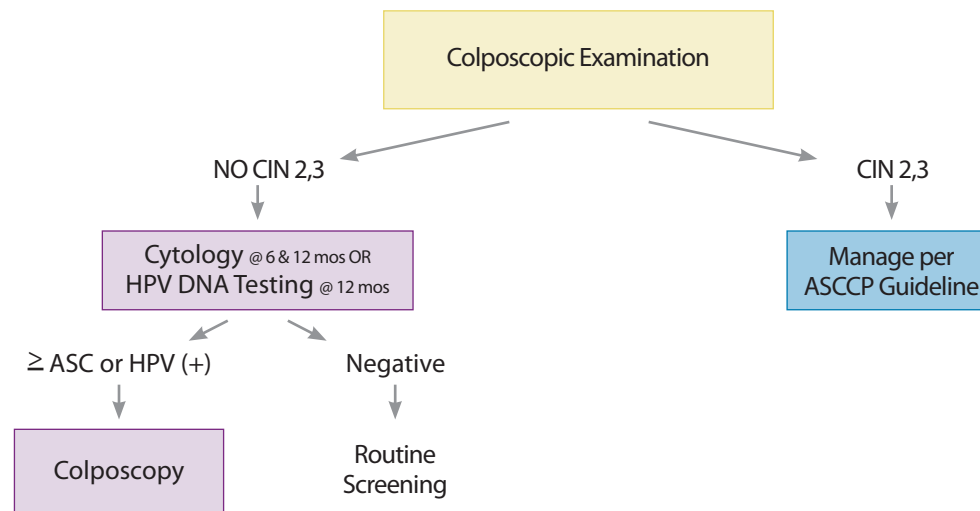 Colposcopic Examination
NO CIN 2,3
CIN 2,3
Cytology @ 6 & 12 mos OR
HPV DNA Testing @ 12 mos
Manage per
ASCCP Guideline
≥ ASC or HPV (+)
Negative
Colposcopy
Routine
Screening